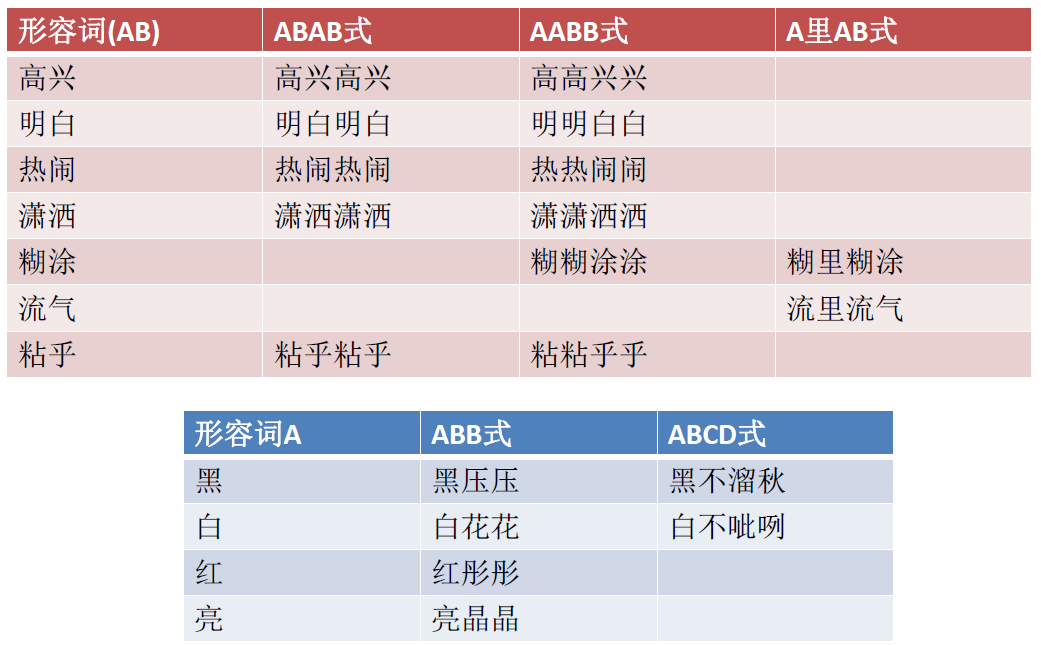 形容词(AB) ABAB式 AABB式 A里AB式
高兴 高兴高兴 高高兴兴
明白 明白明白 明明白白
热闹 热闹热闹 热热闹闹
潇洒 潇洒潇洒 潇潇洒洒
糊涂 糊糊涂涂 糊里糊涂
流气 流里流气
粘乎 粘乎粘乎 粘粘乎乎
形容词A ABB式 ABCD式
黑 黑压压 黑不溜秋
白 白花花 白不呲咧
红 红彤彤
亮 亮晶晶